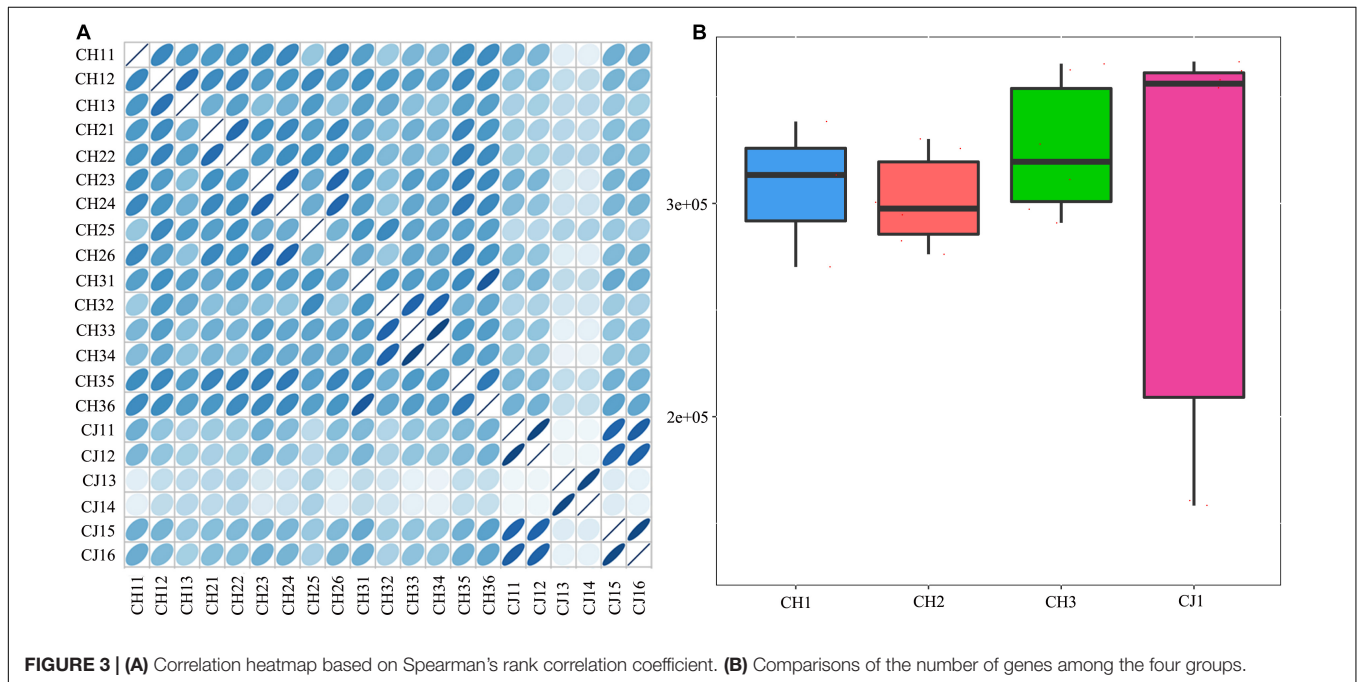 A
B
CH11
CH12
CH13
CH21
CH22
CH23
CH24
CH25
CH26
CH31
CH32
CH33
CH34
CH35
CH36
CJ11
CJ12
CJ13
CJ14
CJ15
CJ16
CH11 CH12 CH13 CH21 CH22 CH23 CH24 CH25 CH26 CH31 CH32 CH33 CH34 CH35 CH36 CJ11 CJ12 CJ13 CJ14 CJ15 CJ16
3e+05
2e+05
CH1 CH2 CH3 CJ1
FIGURE 3 | (A) Correlation heatmap based on Spearman's rank correlation coefficient. (B) Comparisons of the number of genes among the four groups.